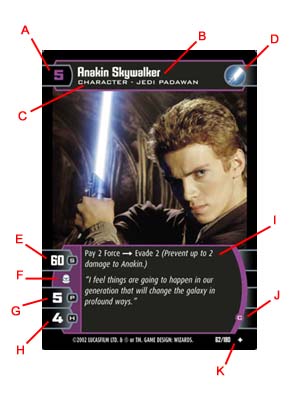 A
B
D
5
Anakin Skywalker
CHARACTER - JEDI PADAWAN
C
E
60 S
Pay 2 Force → Evade 2 (Prevent up to 2
damage to Anakin.)
I
F
G
5 P
"I feel things are going to happen in our
generation that will change the galaxy in
profound ways."
J
H
4 H
C
©2002 LUCASFILM LTD. & ® or TM. GAME DESIGN: WIZARDS.
62/180
K